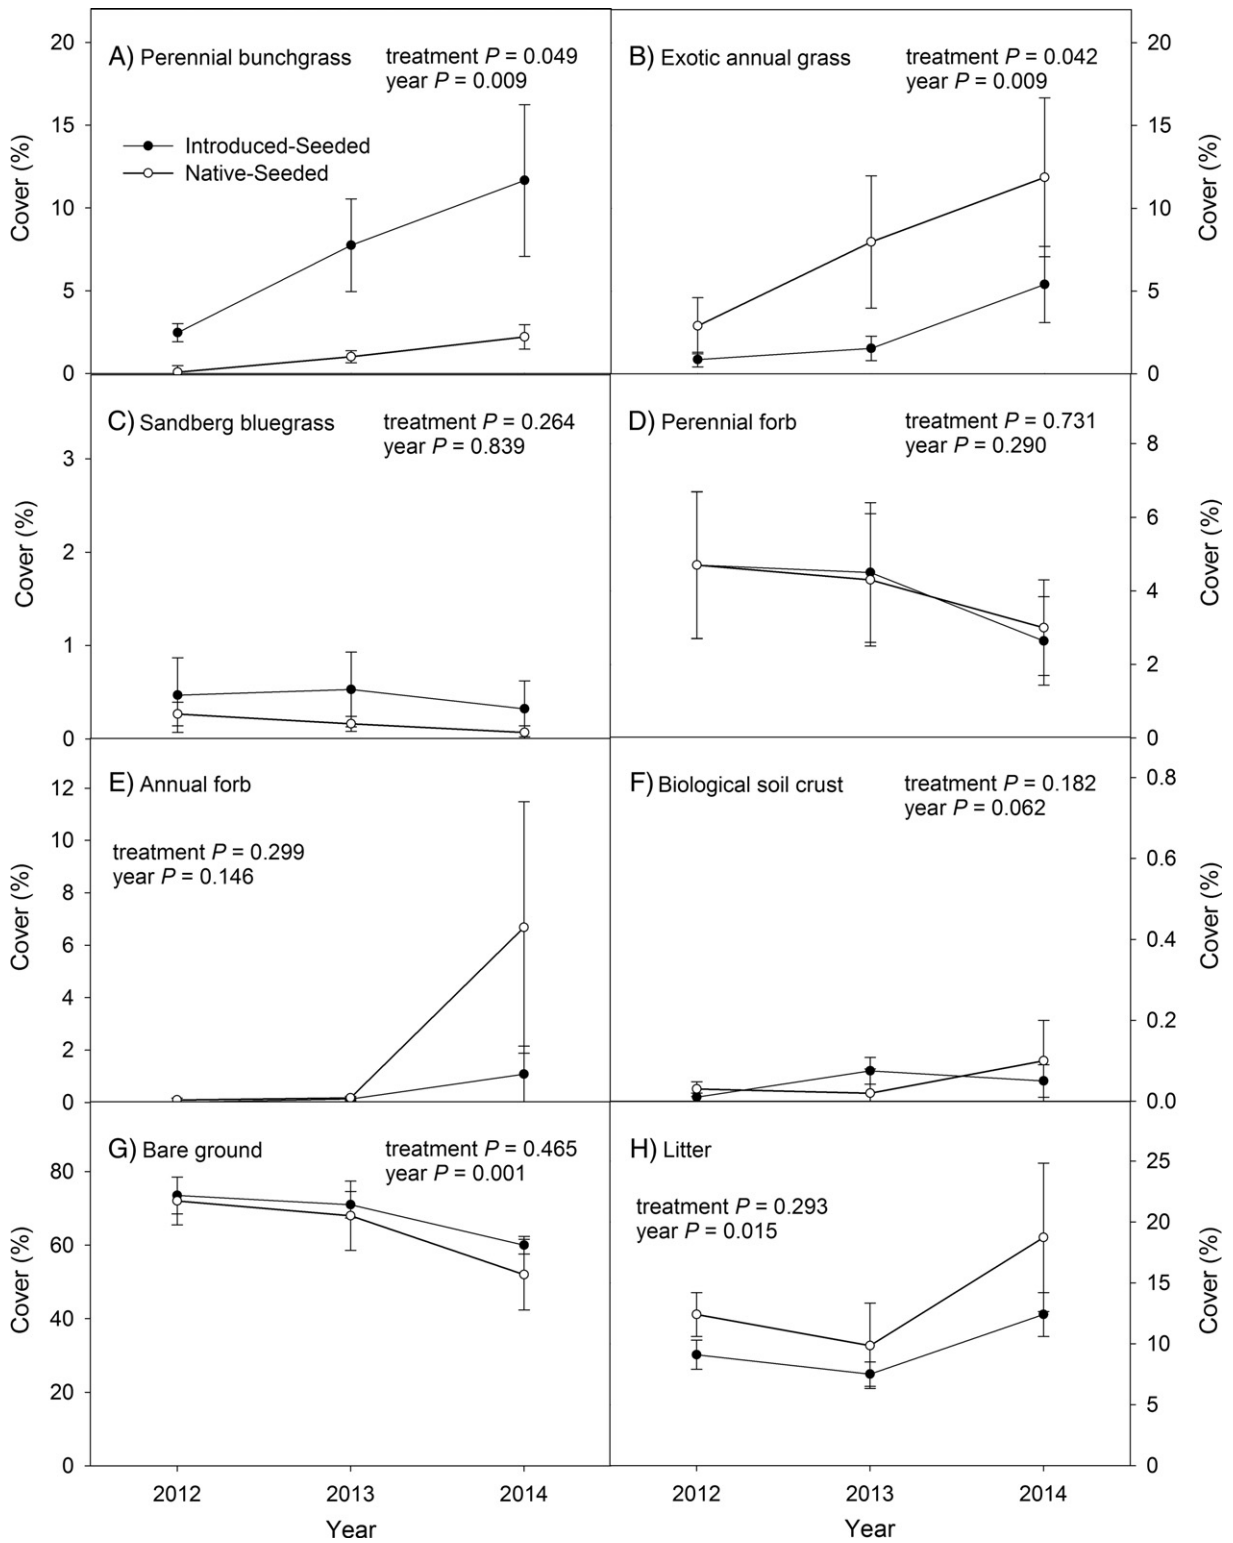 A) Perennial bunchgrass
treatment P = 0.049
year P = 0.009
Introduced-Seeded
Native-Seeded
20
15
10
5
0
Cover (%)
B) Exotic annual grass
treatment P = 0.042
year P = 0.009
20
15
10
5
0
Cover (%)
C) Sandberg bluegrass
treatment P = 0.264
year P = 0.839
3
2
1
0
Cover (%)
D) Perennial forb
treatment P = 0.731
year P = 0.290
8
6
4
2
0
Cover (%)
E) Annual forb
treatment P = 0.299
year P = 0.146
12
10
8
6
4
2
0
Cover (%)
F) Biological soil crust
treatment P = 0.182
year P = 0.062
0.8
0.6
0.4
0.2
0.0
Cover (%)
G) Bare ground
treatment P = 0.465
year P = 0.001
80
60
40
20
0
Cover (%)
2012 2013 2014
Year
H) Litter
treatment P = 0.293
year P = 0.015
25
20
15
10
5
0
Cover (%)
2012 2013 2014
Year